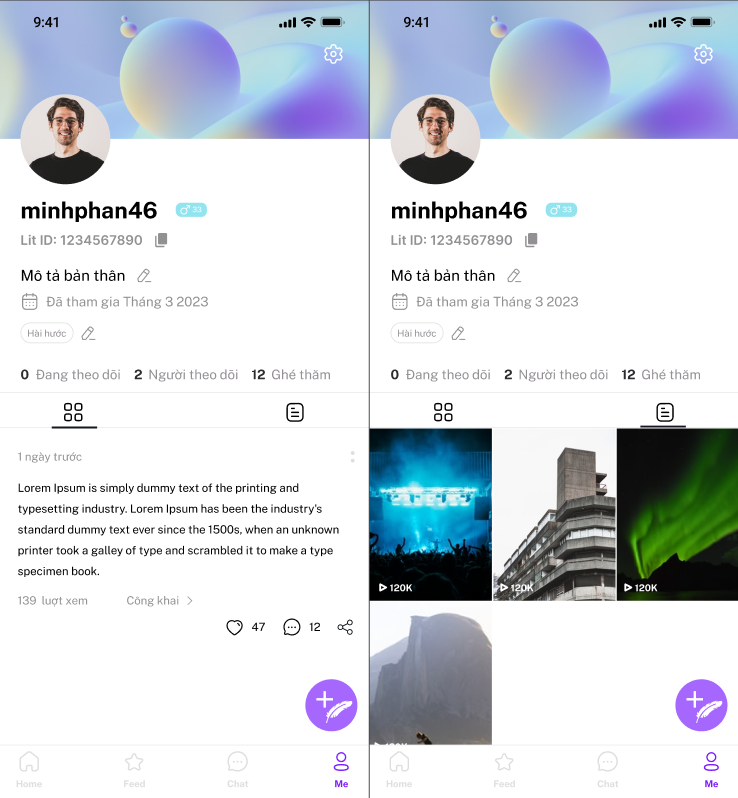 9:41
minhphan46
33
Lit ID: 1234567890
Mô tả bản thân
Đã tham gia Tháng 3 2023
Hài hước
0 Đang theo dõi 2 Người theo dõi 12 Ghé thăm
1 ngày trước
Lorem Ipsum is simply dummy text of the printing and
typesetting industry. Lorem Ipsum has been the industry's
standard dummy text ever since the 1500s, when an unknown
printer took a galley of type and scrambled it to make a type
specimen book.
139 lượt xem Công khai
47 12
Home Feed Chat Me
9:41
minhphan46
33
Lit ID: 1234567890
Mô tả bản thân
Đã tham gia Tháng 3 2023
Hài hước
0 Đang theo dõi 2 Người theo dõi 12 Ghé thăm
120K 120K 120K
Home Feed Chat Me